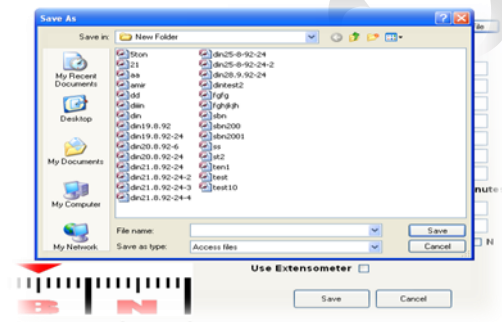 Save As
Save in:
New Folder
5ton
21
aa
amir
dd
diin
din
din19.8.92
din19.8.92-24
din20.8.92-6
din20.8.92-24
din21.8.92-24
din21.8.92-24-2
din21.8.92-24-3
din21.8.92-24-4
din25-8-92-24
din25-8-92-24-2
din28.9.92-24
dintest2
fgfg
fghjkjh
sbn
sbn200
sbn2001
ss
st2
ten1
test
test10
My Recent
Documents
Desktop
My Documents
My Computer
My Network
File name:
Save as type:
Access files
Save
Cancel
ile
nute
N
Use Extensometer
Save
Cancel
B N